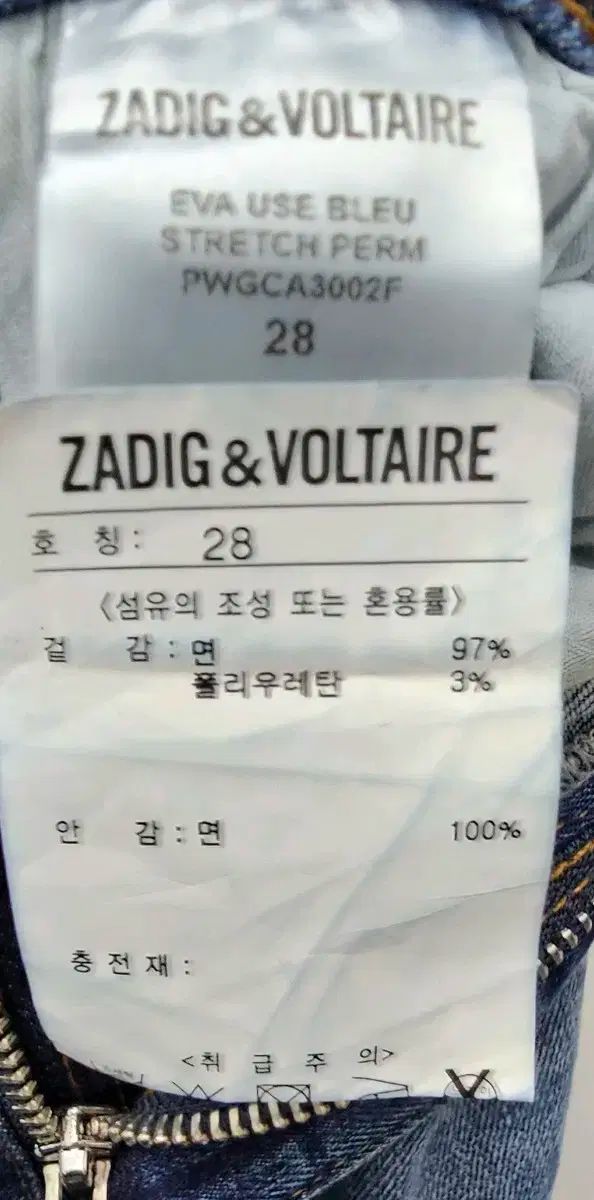 ZADIG&VOLTAIRE
EVA USE BLEU
STRETCH PERM
PWGCA3002F
28
ZADIG&VOLTAIRE
호 칭: 28
〈섬유의 조성 또는 혼용률〉
겉 감:면 97%
폴리우레탄 3%
안 감:면 100%
충전재:
<취급주의>